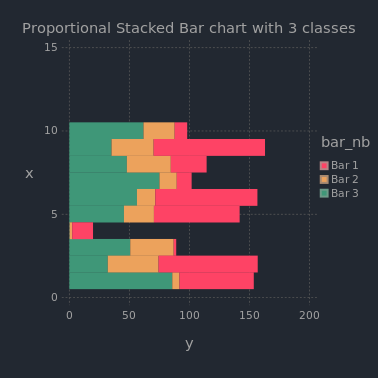 Proportional Stacked Bar chart with 3 classes
15
10
5
0
x
0 50 100 150 200
y
bar_nb
Bar 1
Bar 2
Bar 3